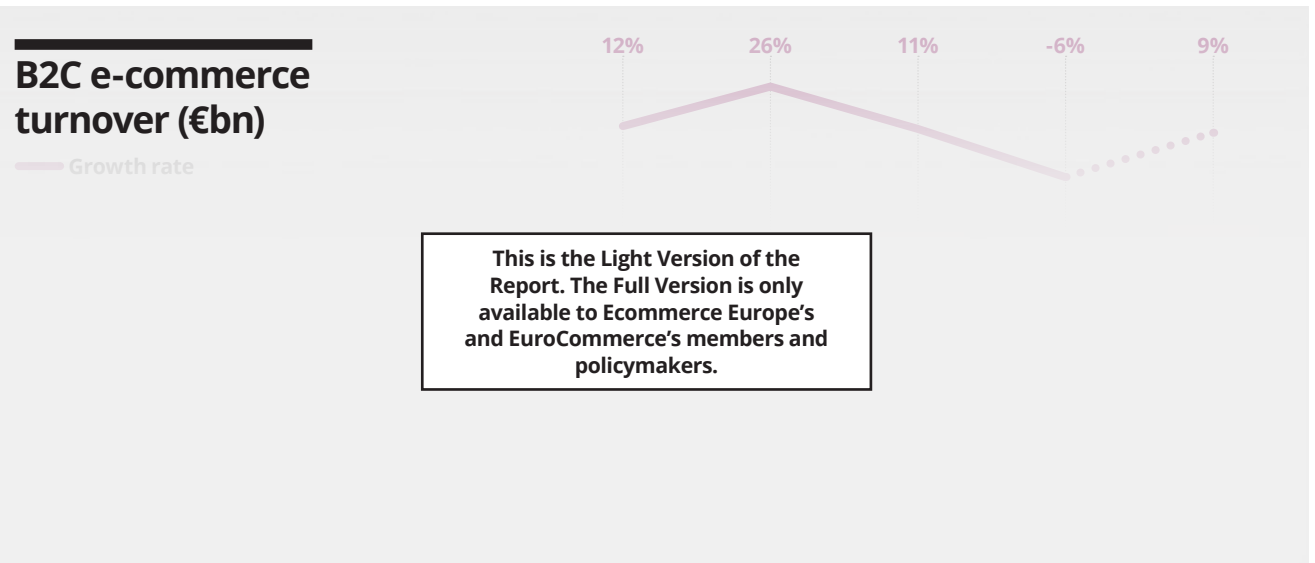 B2C e-commerce
turnover (€bn)
Growth rate
12% 26% 11% -6% 9%
This is the Light Version of the
Report. The Full Version is only
available to Ecommerce Europe’s
and EuroCommerce’s members and
policymakers.